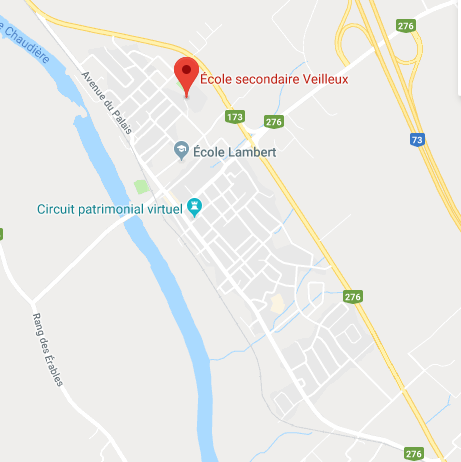 276
e Chaudière
Avenue du Palais
École secondaire Veilleux
173
276
73
École Lambert
Circuit patrimonial virtuel
276
Rang des Érables
276